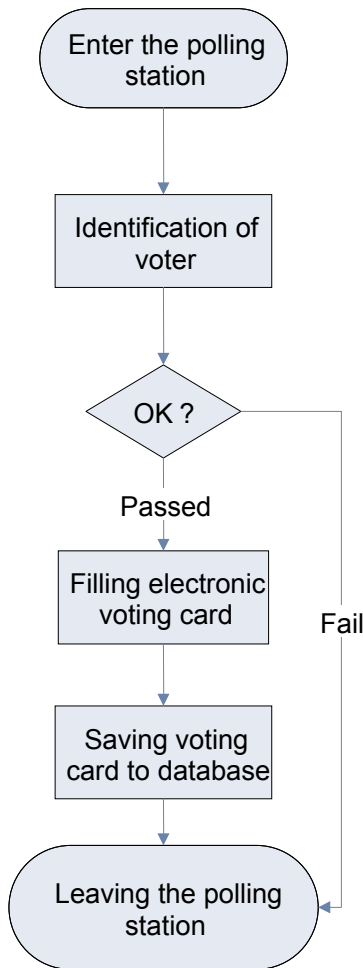 Enter the polling
station
Identification of
voter
OK ?
Passed
Filling electronic
voting card
Fail
Saving voting
card to database
Leaving the polling
station